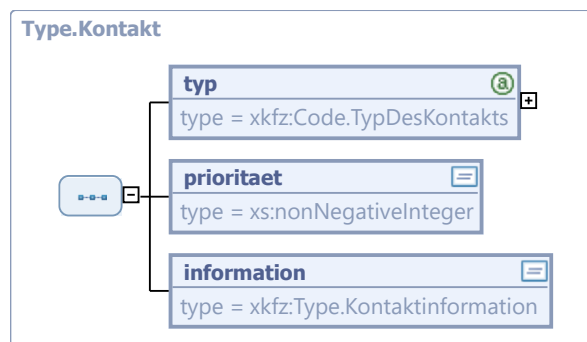 Type.Kontakt
typ
type = xkfz:Code.TypDesKontakts
prioritaet
type = xs:nonNegativeInteger
information
type = xkfz:Type.Kontaktinformation